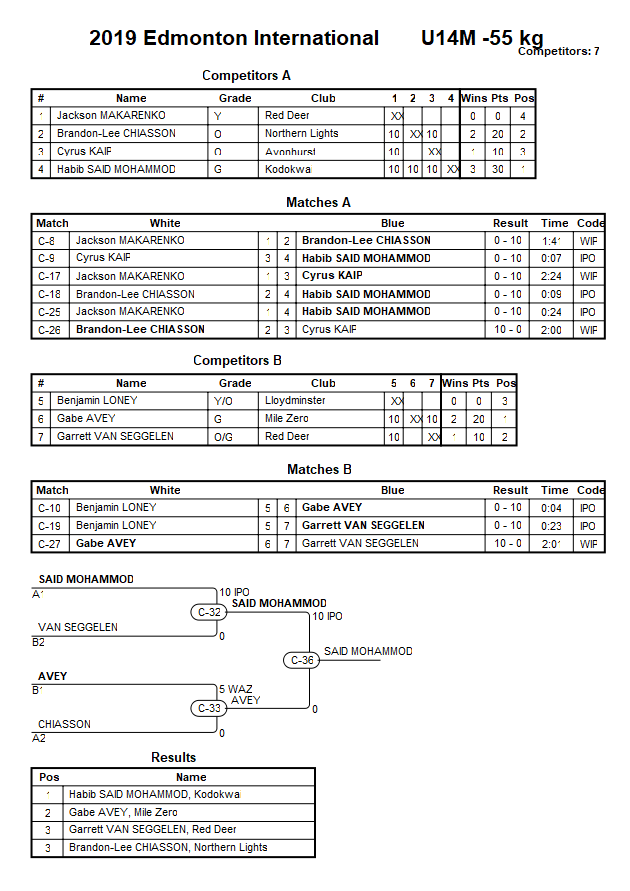 2019 Edmonton International U14M -55 kg
Competitors: 7
Competitors A
# Name Grade Club 1 2 3 4 Wins Pts Pos
1 Jackson MAKARENKO Y Red Deer XX 0 0 4
2 Brandon-Lee CHIASSON O Northern Lights 10 XX 10 2 20 2
3 Cyrus KAIP O Avonhurst 10 XX 1 10 3
4 Habib SAID MOHAMMOD G Kodokwai 10 10 10 XX 3 30 1
Matches A
Match White Blue Result Time Code
C-8 Jackson MAKARENKO 1 2 Brandon-Lee CHIASSON 0 - 10 1:41 WIP
C-9 Cyrus KAIP 3 4 Habib SAID MOHAMMOD 0 - 10 0:07 IPO
C-17 Jackson MAKARENKO 1 3 Cyrus KAIP 0 - 10 2:24 WIP
C-18 Brandon-Lee CHIASSON 2 4 Habib SAID MOHAMMOD 0 - 10 0:09 IPO
C-25 Jackson MAKARENKO 1 4 Habib SAID MOHAMMOD 0 - 10 0:24 IPO
C-26 Brandon-Lee CHIASSON 2 3 Cyrus KAIP 10 - 0 2:00 WIP
Competitors B
# Name Grade Club 5 6 7 Wins Pts Pos
5 Benjamin LONEY Y/O Lloydminster XX 0 0 3
6 Gabe AVEY G Mile Zero 10 XX 10 2 20 1
7 Garrett VAN SEGGELEN O/G Red Deer 10 XX 1 10 2
Matches B
Match White Blue Result Time Code
C-10 Benjamin LONEY 5 6 Gabe AVEY 0 - 10 0:04 IPO
C-19 Benjamin LONEY 5 7 Garrett VAN SEGGELEN 0 - 10 0:23 IPO
C-27 Gabe AVEY 6 7 Garrett VAN SEGGELEN 10 - 0 2:01 WIP
SAID MOHAMMOD
A1 10 IPO
C-32 SAID MOHAMMOD
10 IPO
VAN SEGGELEN
B2 0
C-36 SAID MOHAMMOD
AVEY
B1 5 WAZ
C-33 AVEY
0
CHIASSON
A2 0
Results
Pos Name
1 Habib SAID MOHAMMOD, Kodokwai
2 Gabe AVEY, Mile Zero
3 Garrett VAN SEGGELEN, Red Deer
3 Brandon-Lee CHIASSON, Northern Lights